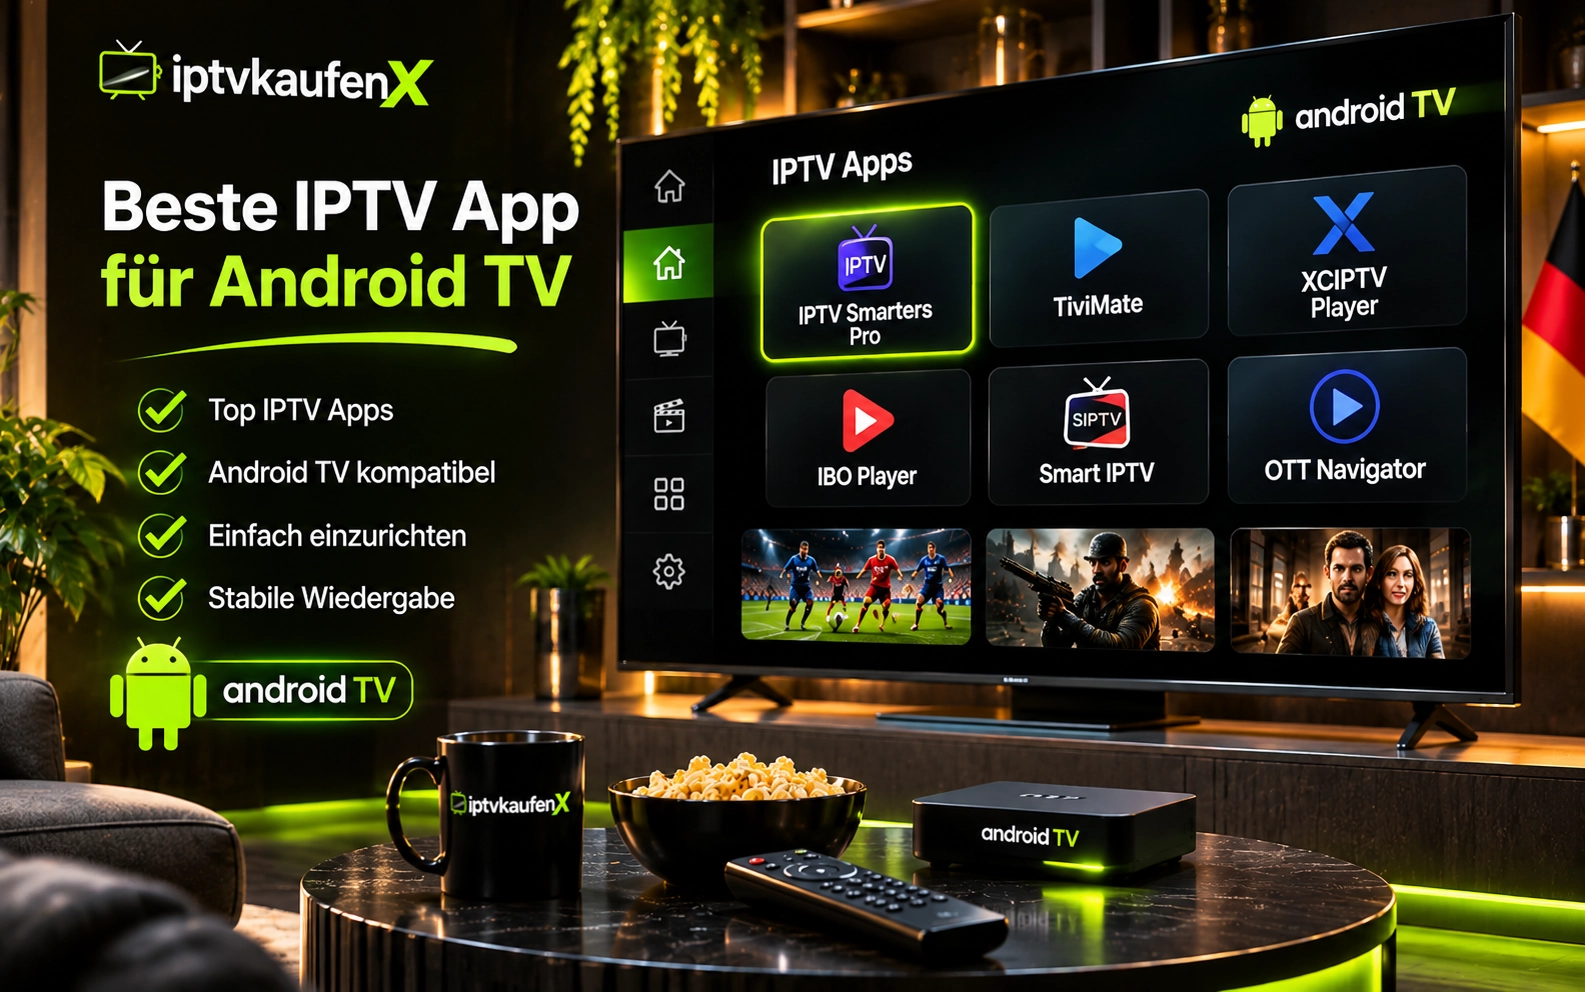 iptvkaufenX
Beste IPTV App
für Android TV
Top IPTV Apps
Android TV kompatibel
Einfach einzurichten
Stabile Wiedergabe
android TV
IPTV Apps
android TV
IPTV
IPTV Smarters
Pro
TiviMate
XCIPTV
Player
IBO Player
SIPTV
Smart IPTV
OTT Navigator
iptvkaufenX
android TV